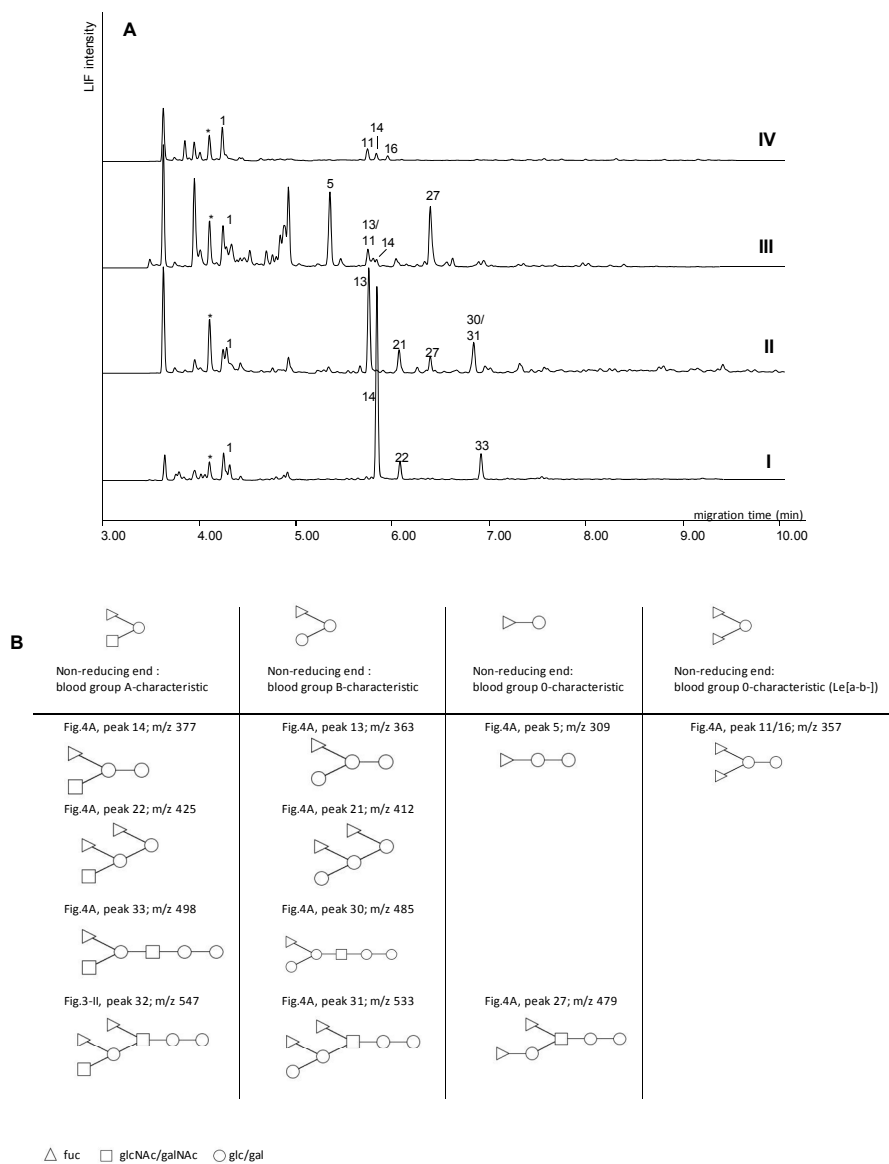 A
LIF intensity
IV
*
1
11
14
16
III
*
1
5
13/
11
14
27
II
*
1
13
21
27
30/
31
I
*
1
14
22
33
migration time (min)
3.00
4.00
5.00
6.00
7.00
8.00
9.00
10.00
B
Non-reducing end :
blood group A-characteristic
Non-reducing end :
blood group B-characteristic
Non-reducing end:
blood group 0-characteristic
Non-reducing end:
blood group 0-characteristic (Le[a-b-])
Fig.4A, peak 14; m/z 377
Fig.4A, peak 13; m/z 363
Fig.4A, peak 5; m/z 309
Fig.4A, peak 11/16; m/z 357
Fig.4A, peak 22; m/z 425
Fig.4A, peak 21; m/z 412
Fig.4A, peak 33; m/z 498
Fig.4A, peak 30; m/z 485
Fig.3-II, peak 32; m/z 547
Fig.4A, peak 31; m/z 533
Fig.4A, peak 27; m/z 479
fuc glcNAc/galNAc glc/gal